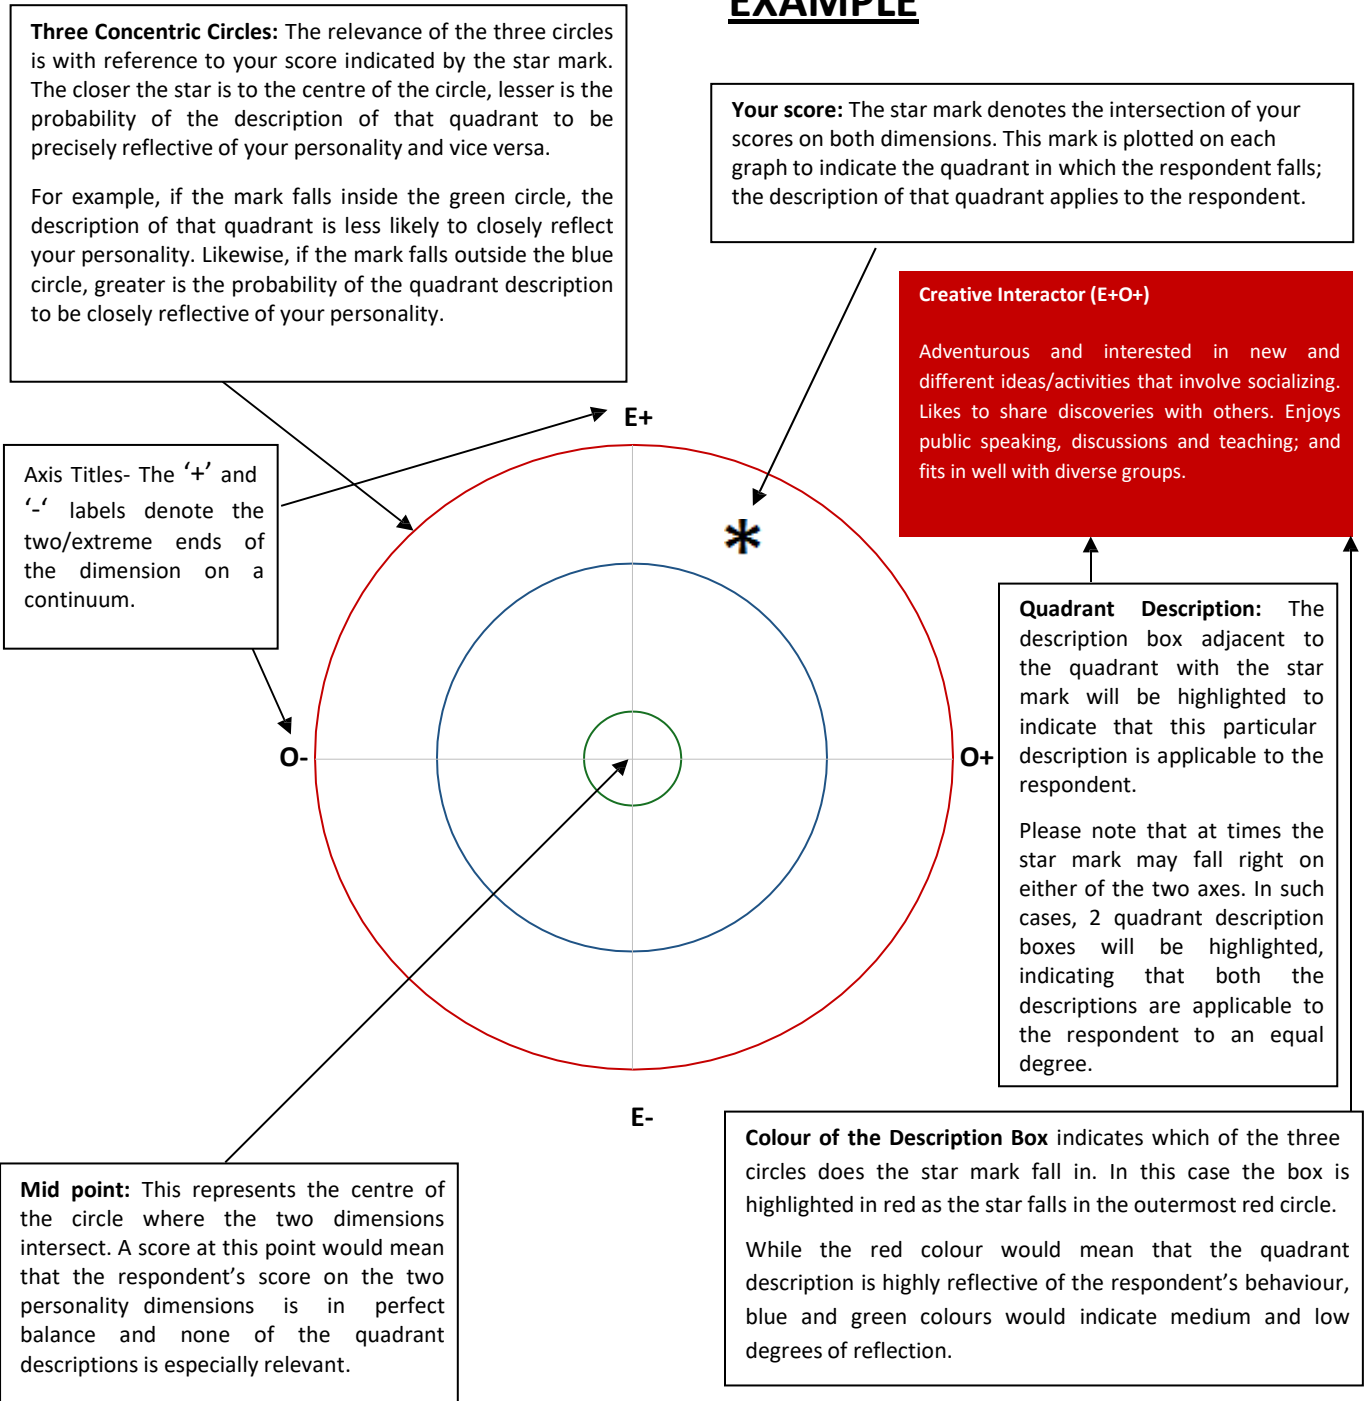 EXAMPLE
Three Concentric Circles: The relevance of the three circles
is with reference to your score indicated by the star mark.
The closer the star is to the centre of the circle, lesser is the
probability of the description of that quadrant to be
precisely reflective of your personality and vice versa.
For example, if the mark falls inside the green circle, the
description of that quadrant is less likely to closely reflect
your personality. Likewise, if the mark falls outside the blue
circle, greater is the probability of the quadrant description
to be closely reflective of your personality.
Your score: The star mark denotes the intersection of your
scores on both dimensions. This mark is plotted on each
graph to indicate the quadrant in which the respondent falls;
the description of that quadrant applies to the respondent.
Creative Interactor (E+O+)
Adventurous and interested in new and
different ideas/activities that involve socializing.
Likes to share discoveries with others. Enjoys
public speaking, discussions and teaching; and
fits in well with diverse groups.
E+
Axis Titles- The ‘+’ and
‘-‘ labels denote the
two/extreme ends of
the dimension on a
continuum.
*
O-
O+
Quadrant Description: The
description box adjacent to
the quadrant with the star
mark will be highlighted to
indicate that this particular
description is applicable to the
respondent.
Please note that at times the
star mark may fall right on
either of the two axes. In such
cases, 2 quadrant description
boxes will be highlighted,
indicating that both the
descriptions are applicable to
the respondent to an equal
degree.
E-
Mid point: This represents the centre of
the circle where the two dimensions
intersect. A score at this point would mean
that the respondent’s score on the two
personality dimensions is in perfect
balance and none of the quadrant
descriptions is especially relevant.
Colour of the Description Box indicates which of the three
circles does the star mark fall in. In this case the box is
highlighted in red as the star falls in the outermost red circle.
While the red colour would mean that the quadrant
description is highly reflective of the respondent’s behaviour,
blue and green colours would indicate medium and low
degrees of reflection.